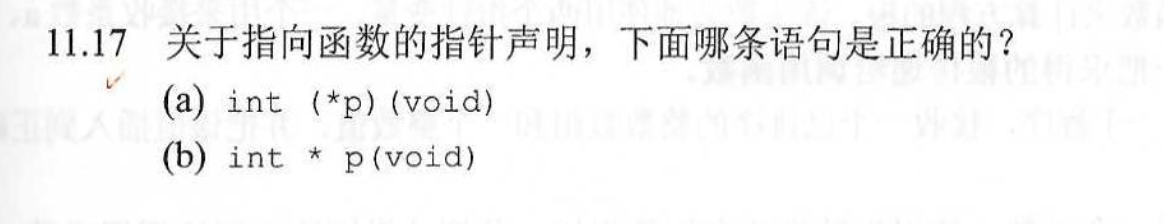 11.17 关于指向函数的指针声明，下面哪条语句是正确的？
(a) int (*p)(void)
(b) int * p(void)